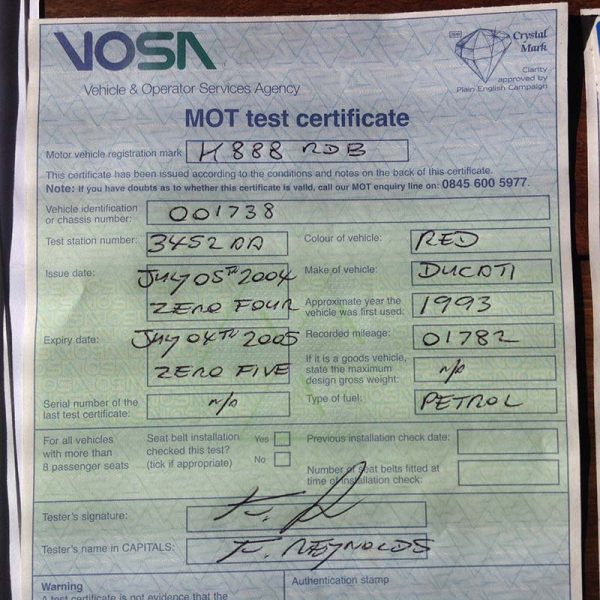 VOSA
Vehicle & Operator Services Agency
Crystal Mark
Clarity approved by
Plain English Campaign
MOT test certificate
Motor vehicle registration mark H888 RDB
This certificate has been issued according to the conditions and notes on the back of this certificate.
Note: If you have doubts as to whether this certificate is valid, call our MOT enquiry line on: 0845 600 5977.
Vehicle identification or chassis number: 001738
Test station number: 3452AA Colour of vehicle: RED
Issue date: JULY 05TH 2004 Make of vehicle: DUCATI
ZERO FOUR Approximate year the vehicle was first used: 1993
Expiry date: JULY 04TH 2005 Recorded mileage: 01782
ZERO FIVE If it is a goods vehicle, state the maximum design gross weight: n/a
Serial number of the last test certificate: n/a Type of fuel: PETROL
For all vehicles with more than 8 passenger seats Seat belt installation checked this test? (tick if appropriate) Yes No Previous installation check date:
Number of seat belts fitted at time of installation check:
Tester's signature:
Tester's name in CAPITALS: K. REYNOLDS
Warning Authentication stamp
A test certificate is not evidence that the